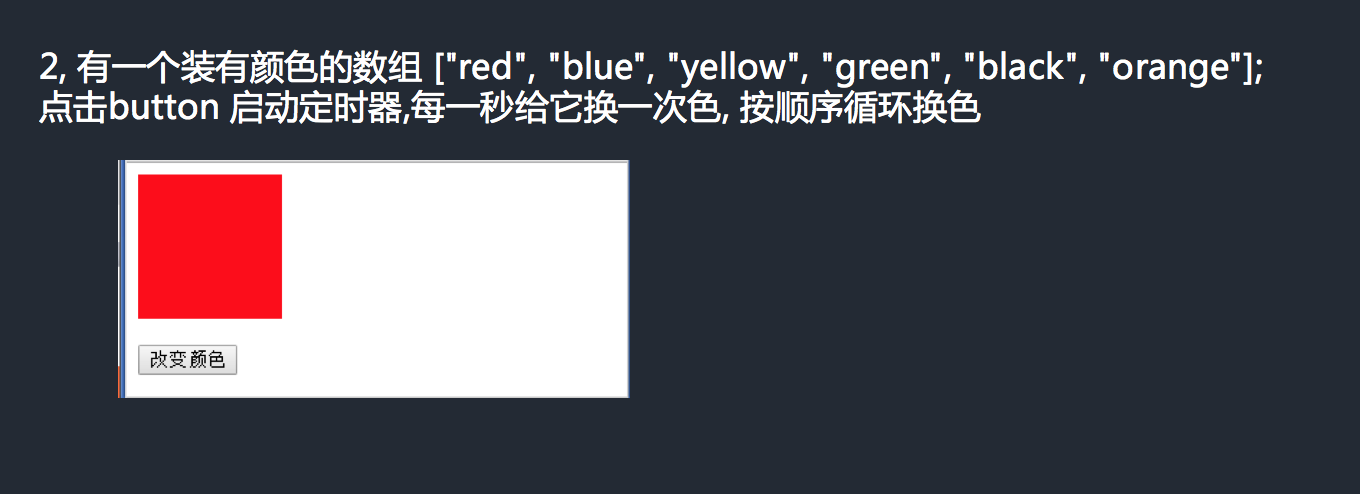 2, 有一个装有颜色的数组 ["red", "blue", "yellow", "green", "black", "orange"];
点击button 启动定时器,每一秒给它换一次色, 按顺序循环换色
改变颜色